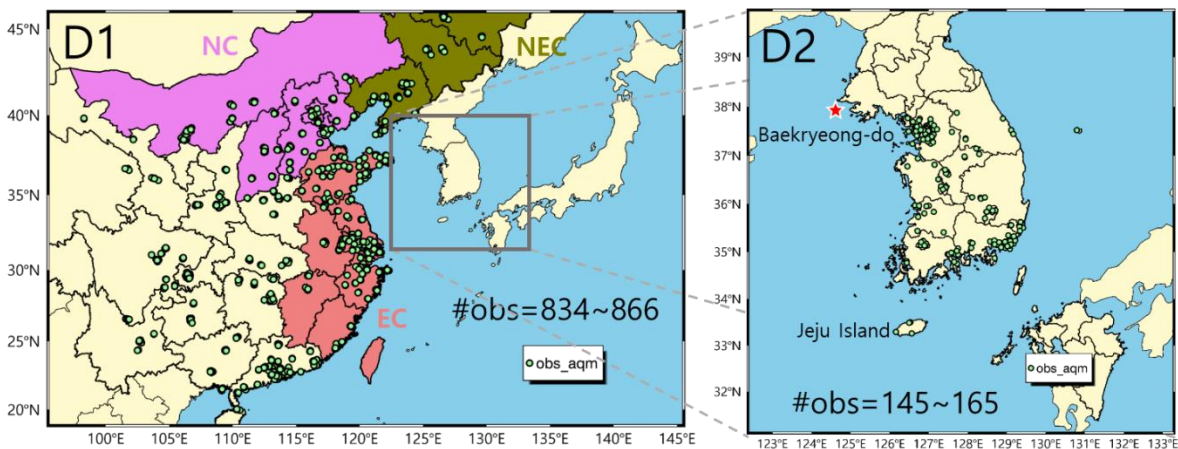 D1
NC
NEC
EC
#obs=834~866
obs_aqm
45°N
40°N
35°N
30°N
25°N
20°N
100°E 105°E 110°E 115°E 120°E 125°E 130°E 135°E 140°E 145°E
D2
Baekryeong-do
Jeju Island
obs_aqm
#obs=145~165
39°N
38°N
37°N
36°N
35°N
34°N
33°N
32°N
123°E 124°E 125°E 126°E 127°E 128°E 129°E 130°E 131°E 132°E 133°E